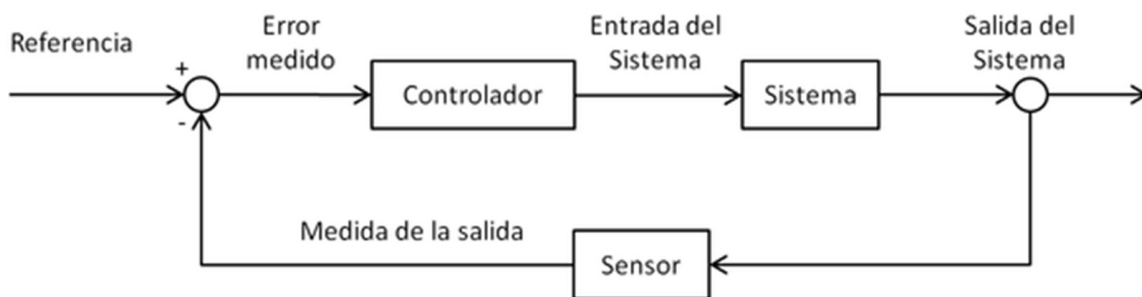 Referencia
+
-
Error
medido
Controlador
Entrada del
Sistema
Sistema
Salida del
Sistema
Medida de la salida
Sensor